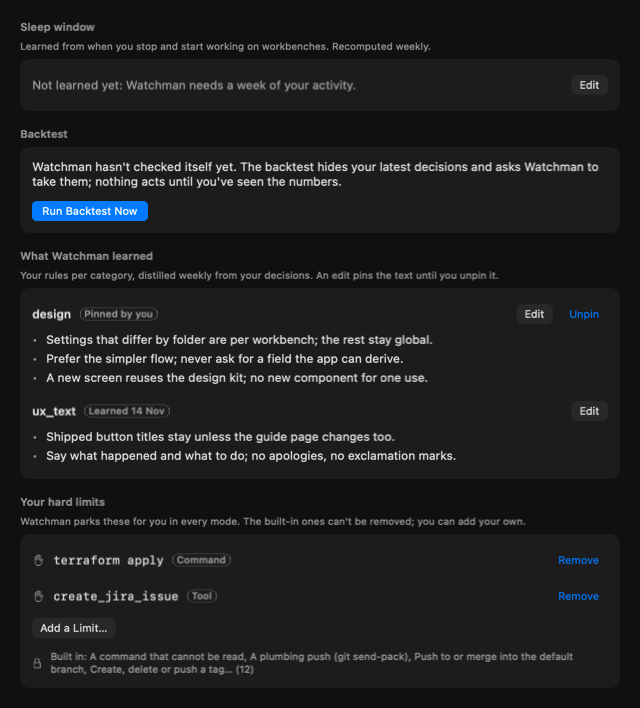 Sleep window
Learned from when you stop and start working on workbenches. Recomputed weekly.
Not learned yet: Watchman needs a week of your activity.
Edit
Backtest
Watchman hasn't checked itself yet. The backtest hides your latest decisions and asks Watchman to
take them; nothing acts until you've seen the numbers.
Run Backtest Now
What Watchman learned
Your rules per category, distilled weekly from your decisions. An edit pins the text until you unpin it.
design Pinned by you Edit Unpin
• Settings that differ by folder are per workbench; the rest stay global.
• Prefer the simpler flow; never ask for a field the app can derive.
• A new screen reuses the design kit; no new component for one use.
ux_text Learned 14 Nov Edit
• Shipped button titles stay unless the guide page changes too.
• Say what happened and what to do; no apologies, no exclamation marks.
Your hard limits
Watchman parks these for you in every mode. The built-in ones can't be removed; you can add your own.
terraform apply Command Remove
create_jira_issue Tool Remove
Add a Limit...
Built in: A command that cannot be read, A plumbing push (git send-pack), Push to or merge into the default
branch, Create, delete or push a tag... (12)